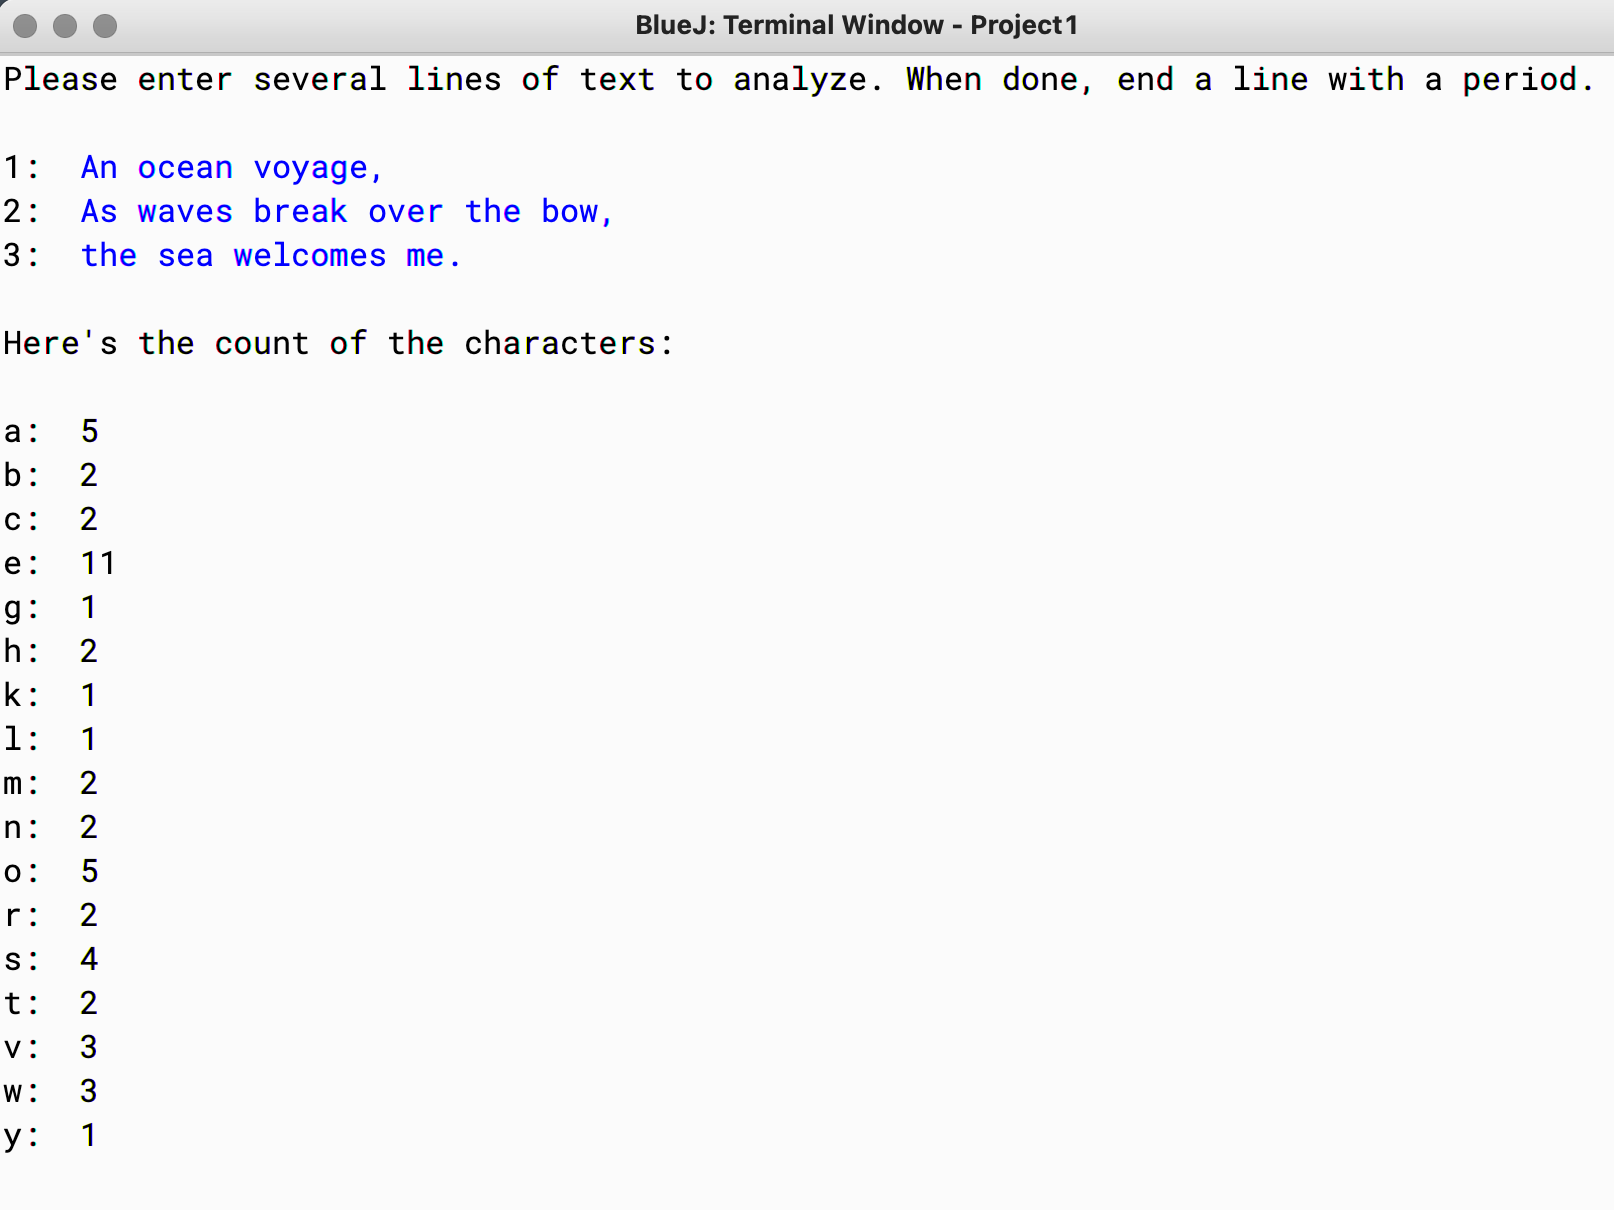 BlueJ: Terminal Window - Project1
Please enter several lines of text to analyze. When done, end a line with a period.
1:  An ocean voyage,
2:  As waves break over the bow,
3:  the sea welcomes me.
Here's the count of the characters:
a:  5
b:  2
c:  2
e:  11
g:  1
h:  2
k:  1
l:  1
m:  2
n:  2
o:  5
r:  2
s:  4
t:  2
v:  3
w:  3
y:  1